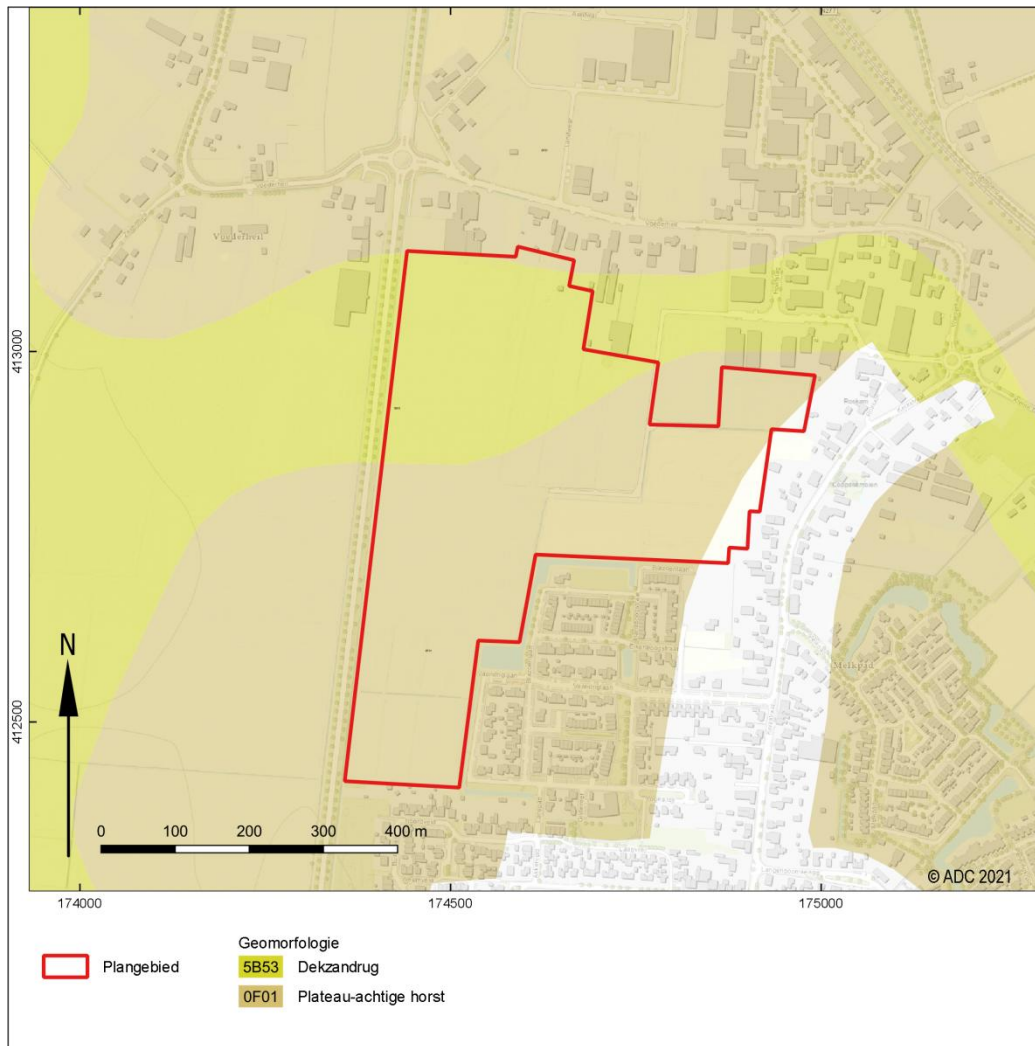 413000
412500
N
0 100 200 300 400 m
© ADC 2021
174000 174500 175000
Plangebied
Geomorfologie
5B53 Dekzandrug
0F01 Plateau-achtige horst